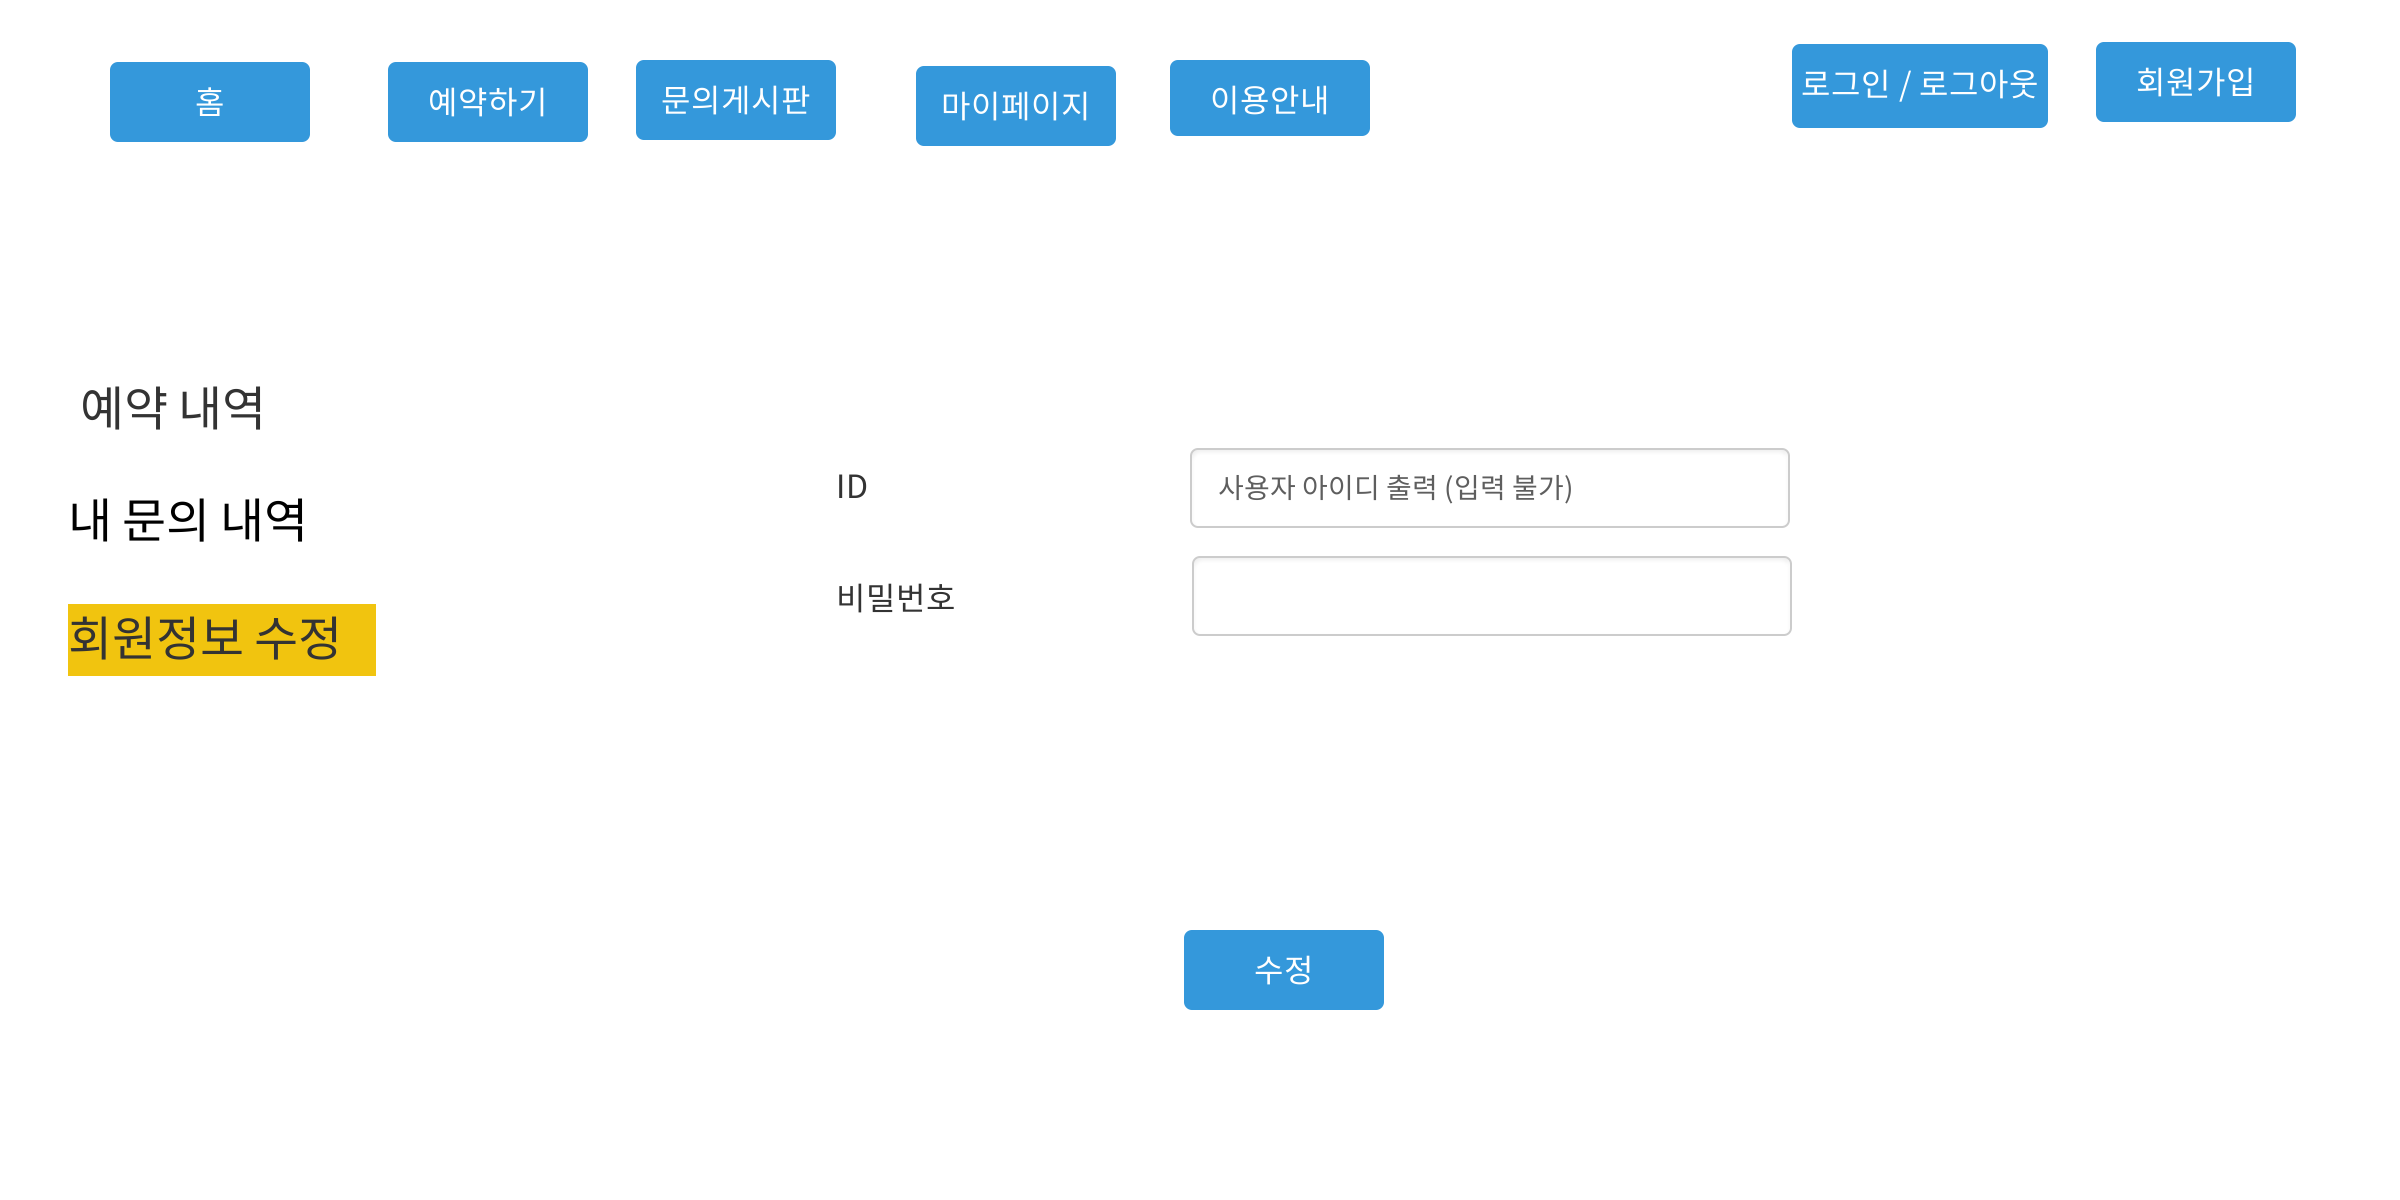 홈
예약하기
문의게시판
마이페이지
이용안내
로그인 / 로그아웃
회원가입
예약 내역
내 문의 내역
회원정보 수정
ID
사용자 아이디 출력 (입력 불가)
비밀번호
수정